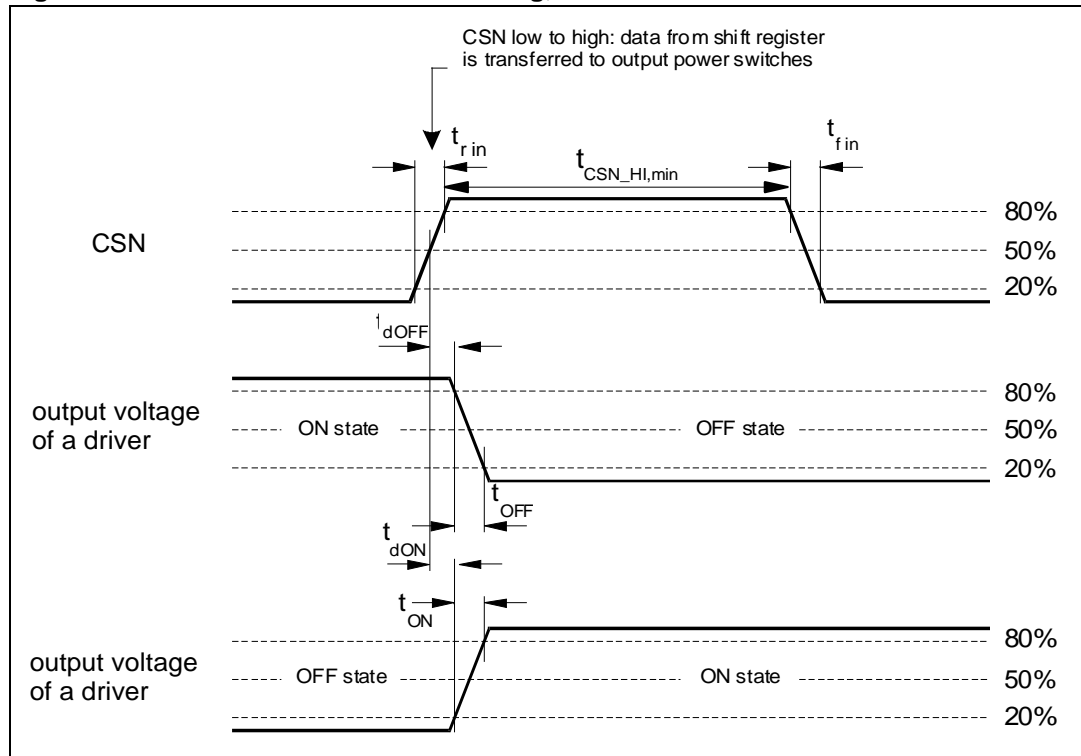 CSN low to high: data from shift register
is transferred to output power switches
t r in
t f in
t CSN_HI,min
CSN
80%
50%
20%
t dOFF
output voltage
of a driver
ON state
OFF state
80%
50%
20%
t OFF
t dON
t ON
output voltage
of a driver
OFF state
ON state
80%
50%
20%